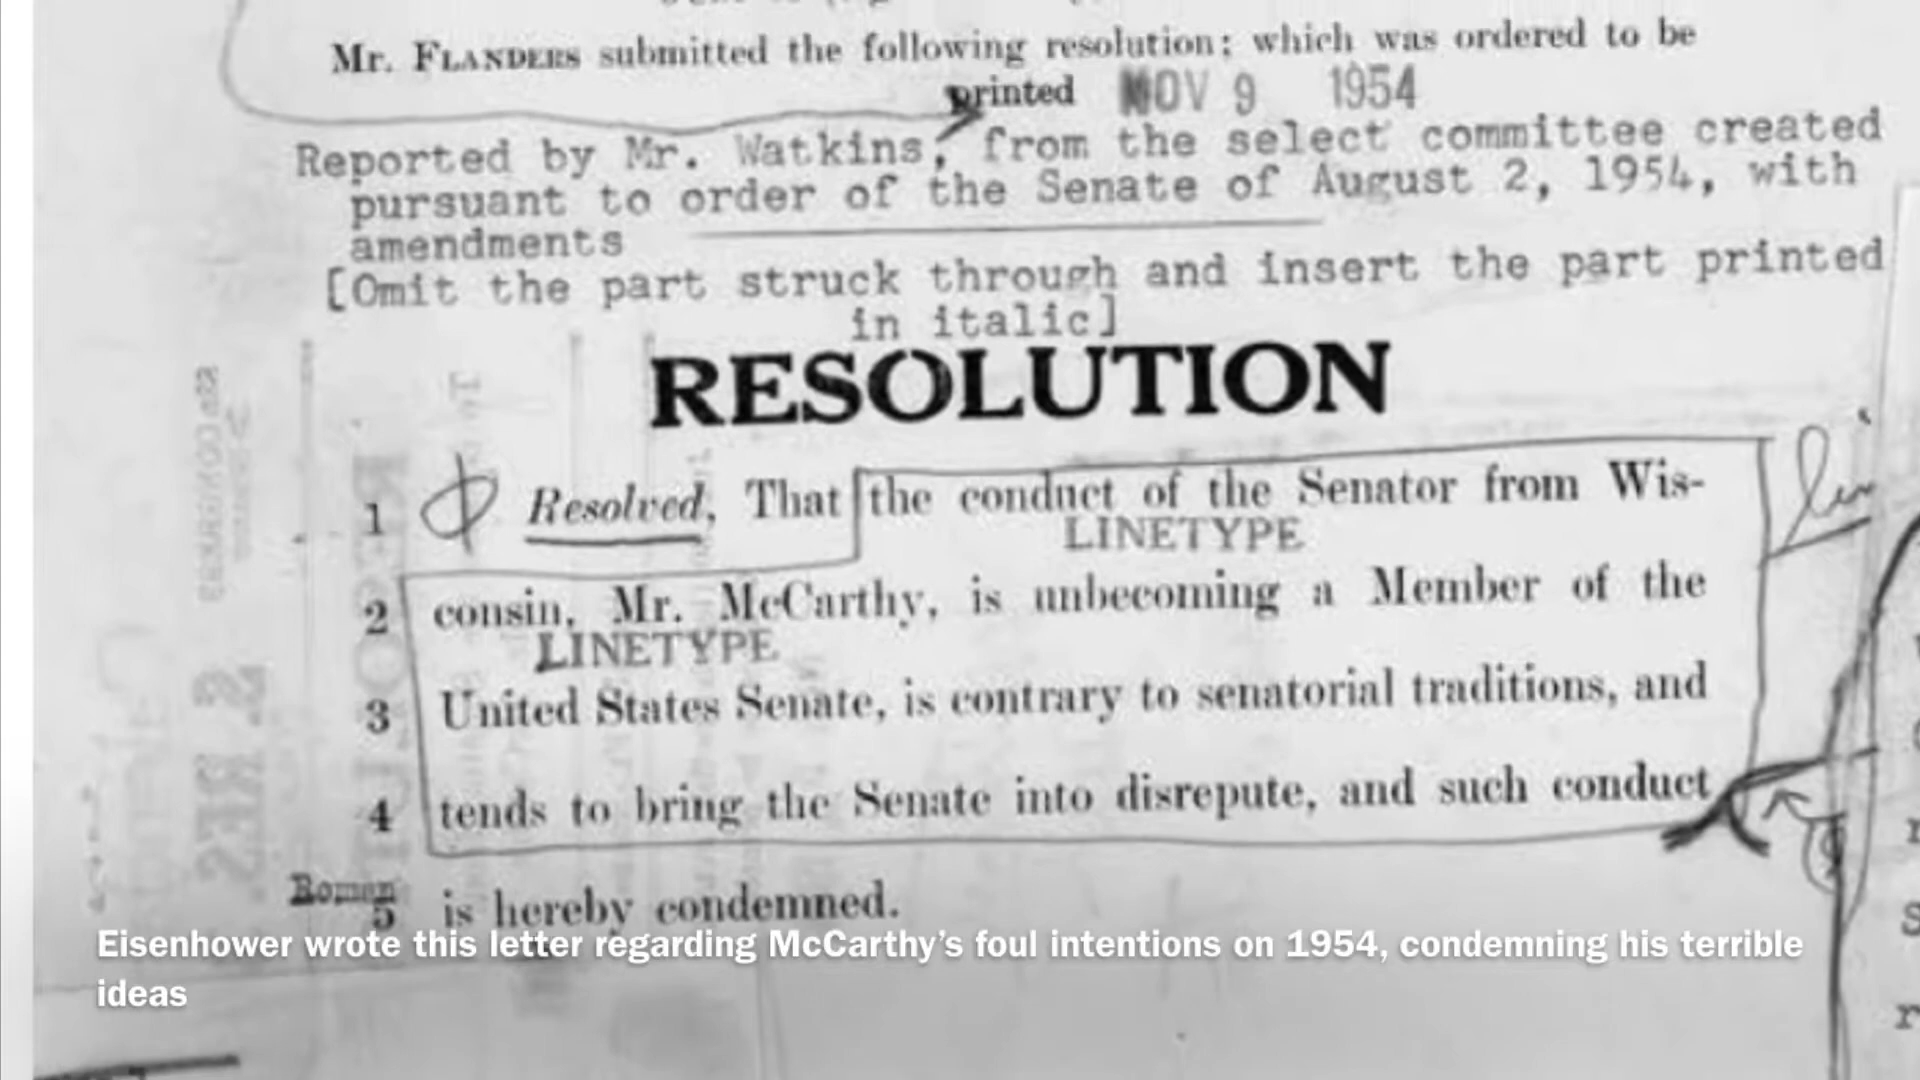 Mr. FLANDERS submitted the following resolution; which was ordered to be
printed NOV 9 1954
Reported by Mr. Watkins, from the select committee created
pursuant to order of the Senate of August 2, 1954, with
amendments
[Omit the part struck through and insert the part printed
in italic]
RESOLUTION
1 Resolved, That the conduct of the Senator from Wis-
LINETYPE
2 consin, Mr. McCarthy, is unbecoming a Member of the
LINETYPE
3 United States Senate, is contrary to senatorial traditions, and
4 tends to bring the Senate into disrepute, and such conduct
Roman
5 is hereby condemned.
Eisenhower wrote this letter regarding McCarthy’s foul intentions on 1954, condemning his terrible
ideas